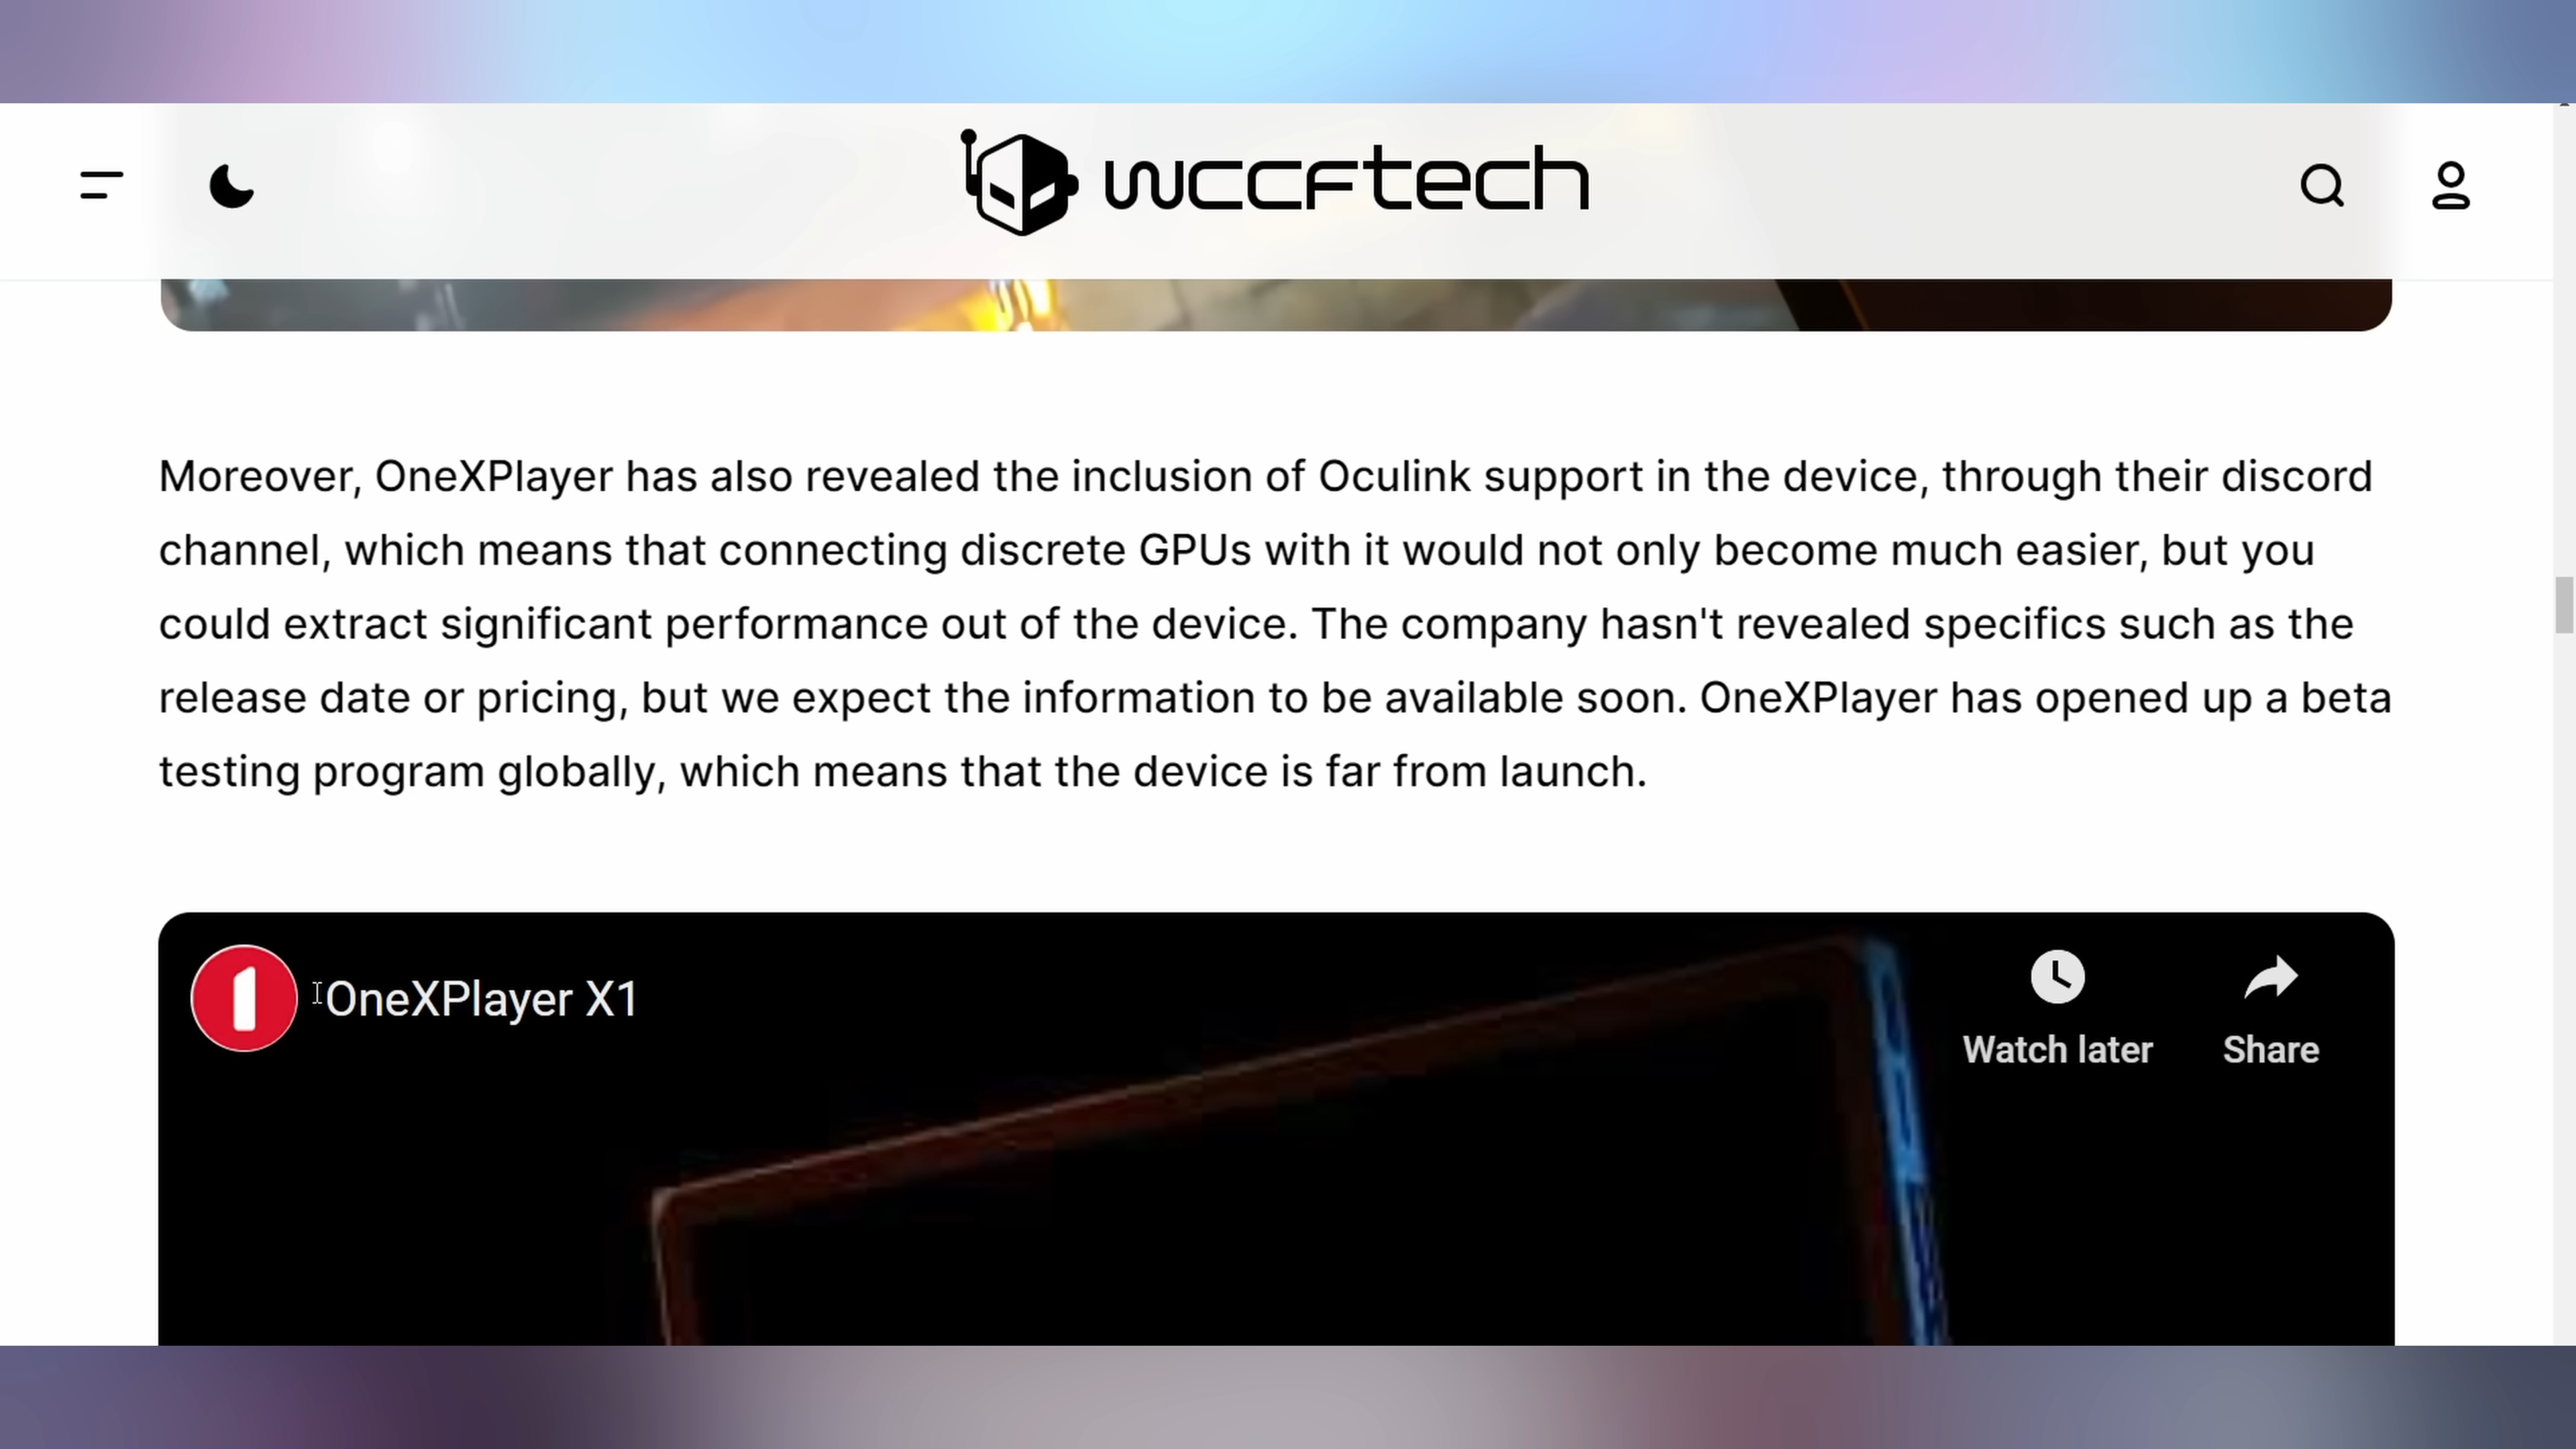 wccftech
Moreover, OneXPlayer has also revealed the inclusion of Oculink support in the device, through their discord
channel, which means that connecting discrete GPUs with it would not only become much easier, but you
could extract significant performance out of the device. The company hasn't revealed specifics such as the
release date or pricing, but we expect the information to be available soon. OneXPlayer has opened up a beta
testing program globally, which means that the device is far from launch.
OneXPlayer X1
Watch later
Share